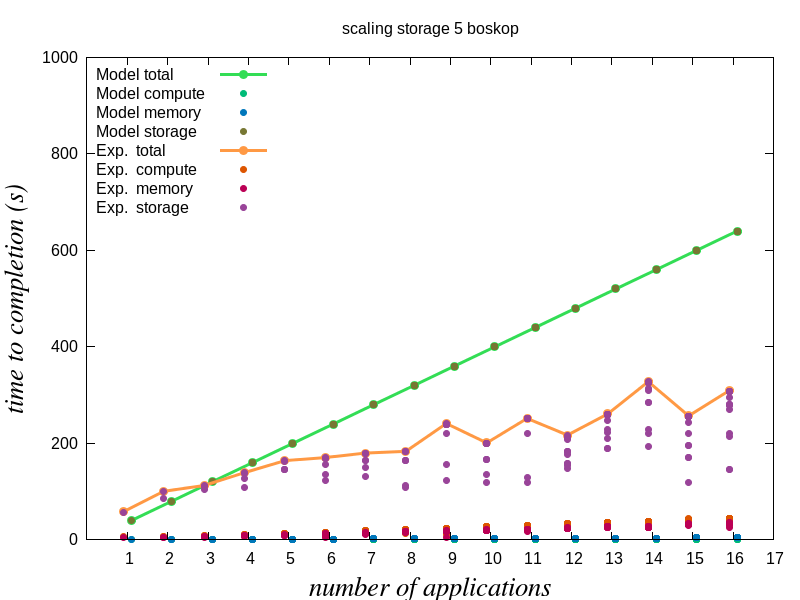 scaling storage 5 boskop
1000
800
600
400
200
0
Model total
Model compute
Model memory
Model storage
Exp. total
Exp. compute
Exp. memory
Exp. storage
time to completion (s)
1 2 3 4 5 6 7 8 9 10 11 12 13 14 15 16 17
number of applications